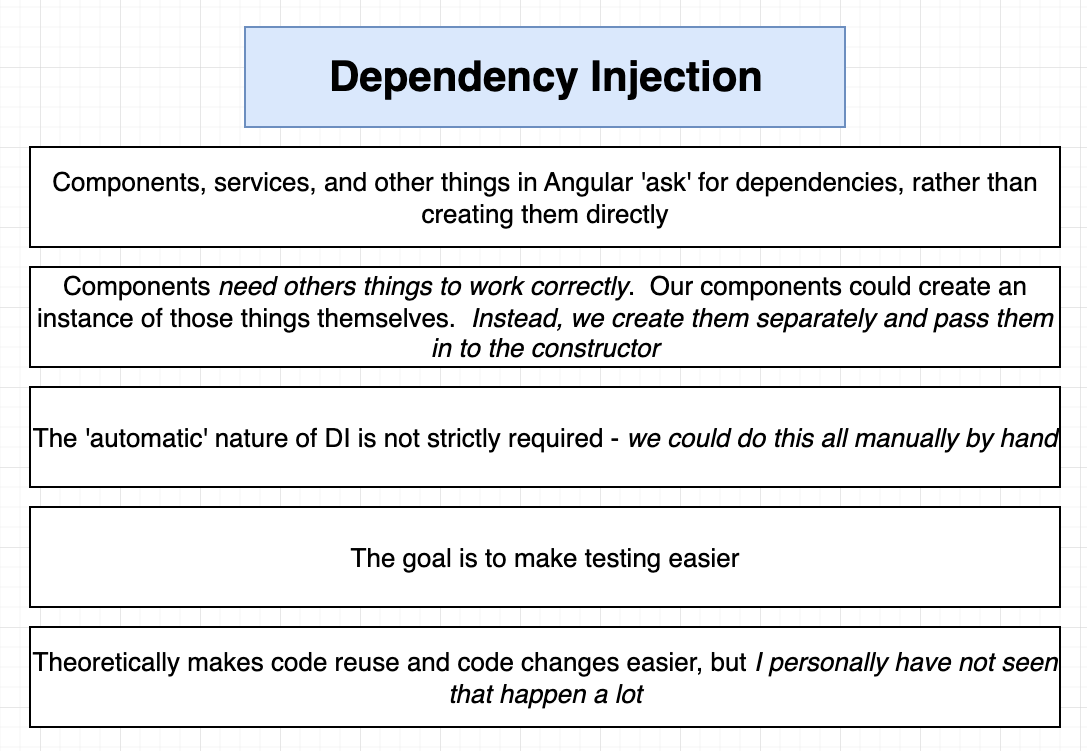 Dependency Injection
Components, services, and other things in Angular 'ask' for dependencies, rather than
creating them directly
Components need others things to work correctly.  Our components could create an
instance of those things themselves.  Instead, we create them separately and pass them
in to the constructor
The 'automatic' nature of DI is not strictly required - we could do this all manually by hand
The goal is to make testing easier
Theoretically makes code reuse and code changes easier, but I personally have not seen
that happen a lot